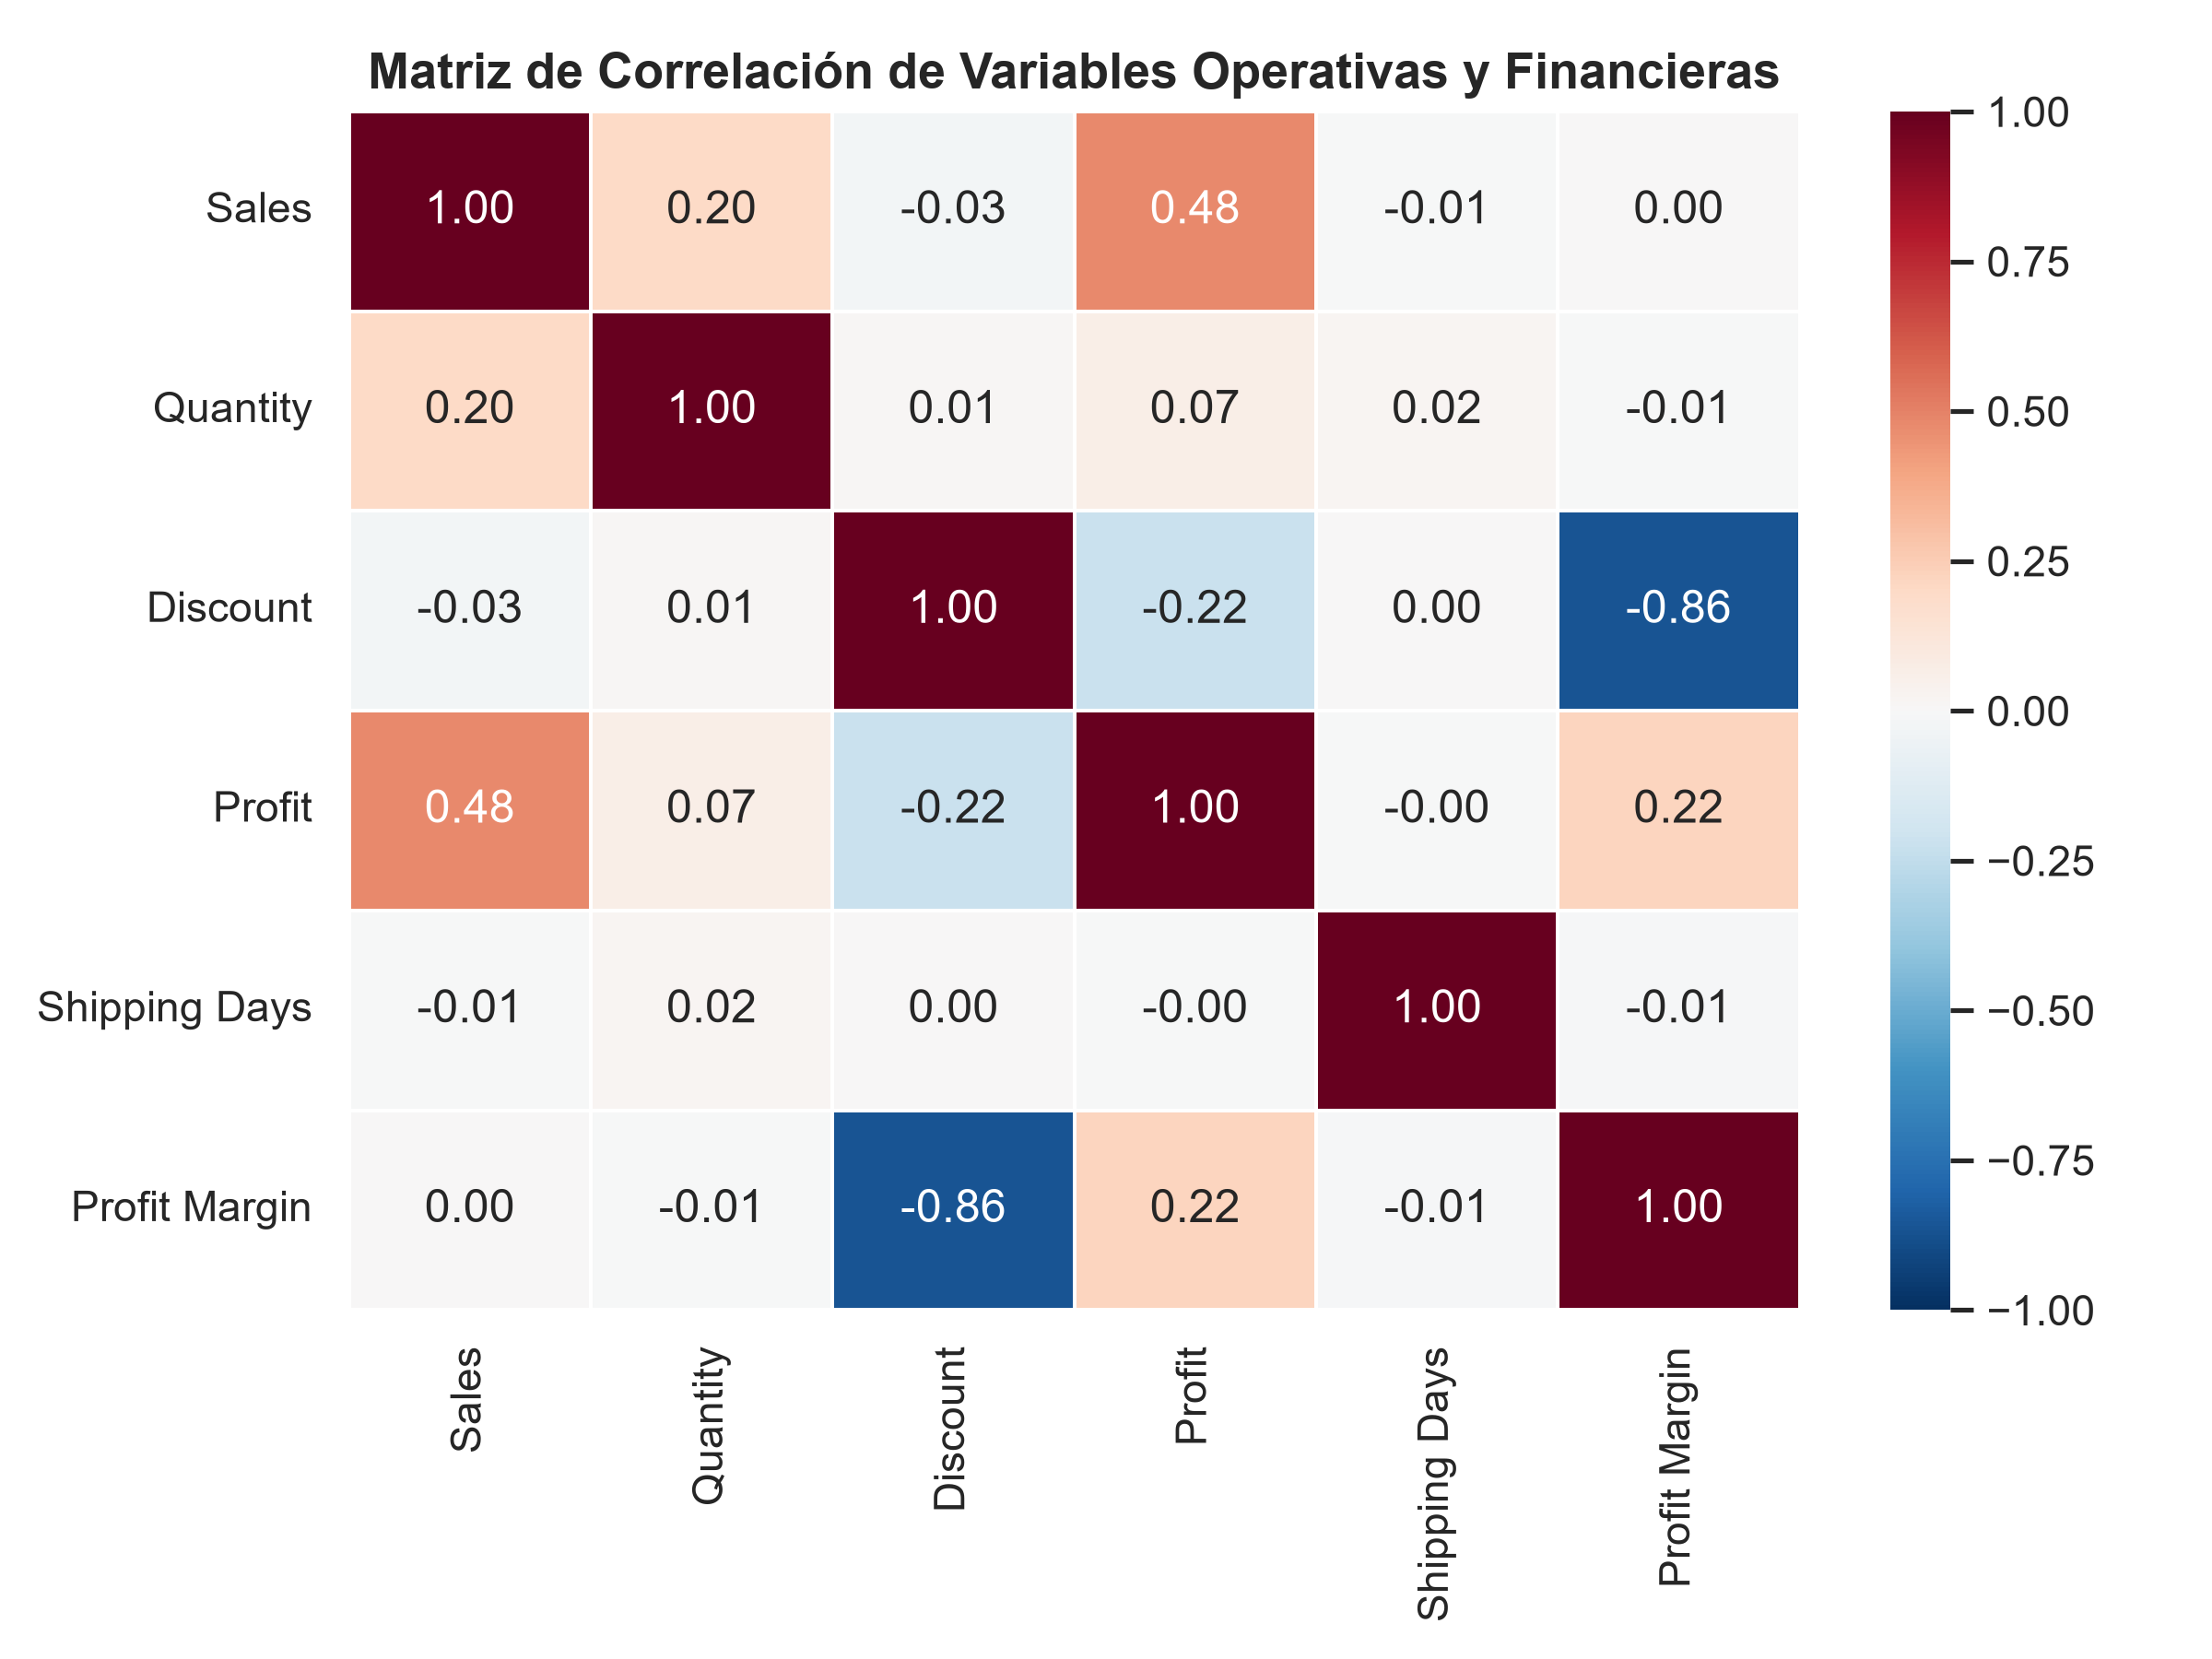 Matriz de Correlación de Variables Operativas y Financieras
Sales 1.00 0.20 -0.03 0.48 -0.01 0.00
Quantity 0.20 1.00 0.01 0.07 0.02 -0.01
Discount -0.03 0.01 1.00 -0.22 0.00 -0.86
Profit 0.48 0.07 -0.22 1.00 -0.00 0.22
Shipping Days -0.01 0.02 0.00 -0.00 1.00 -0.01
Profit Margin 0.00 -0.01 -0.86 0.22 -0.01 1.00
Sales
Quantity
Discount
Profit
Shipping Days
Profit Margin
1.00
0.75
0.50
0.25
0.00
−0.25
−0.50
−0.75
−1.00